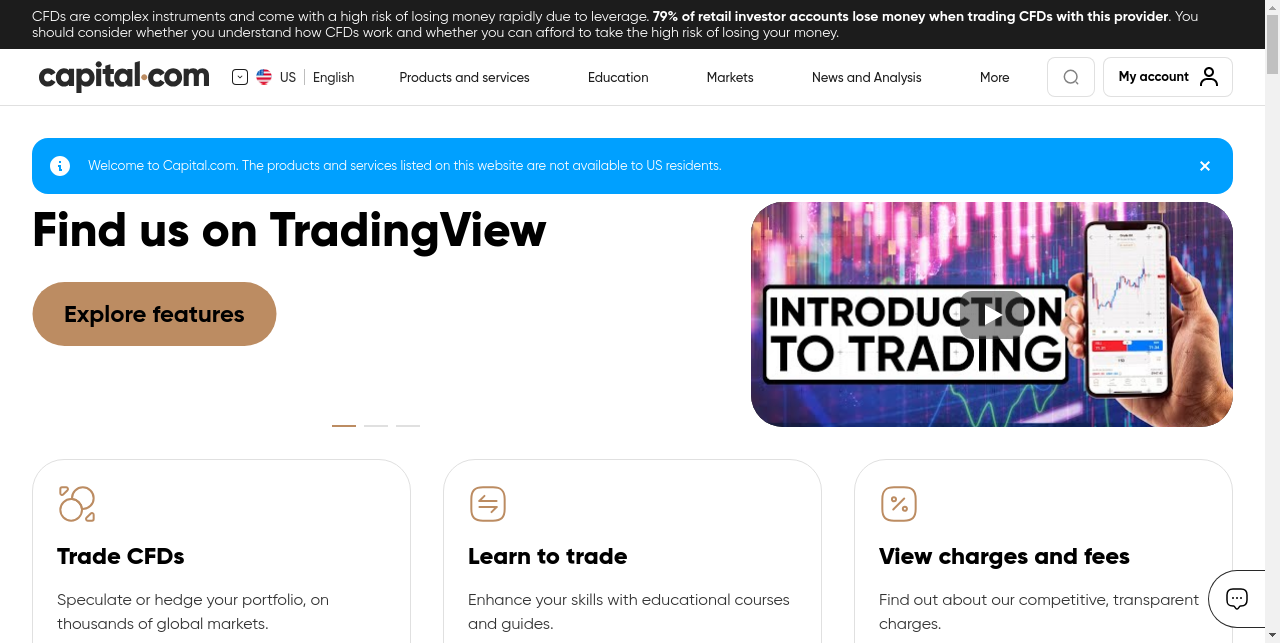 CFDs are complex instruments and come with a high risk of losing money rapidly due to leverage. 79% of retail investor accounts lose money when trading CFDs with this provider. You
should consider whether you understand how CFDs work and whether you can afford to take the high risk of losing your money.
capital.com US English Products and services Education Markets News and Analysis More My account
Welcome to Capital.com. The products and services listed on this website are not available to US residents.
Find us on TradingView
Explore features
INTRODUCTION
TO TRADING
Trade CFDs
Speculate or hedge your portfolio, on
thousands of global markets.
Learn to trade
Enhance your skills with educational courses
and guides.
View charges and fees
Find out about our competitive, transparent
charges.